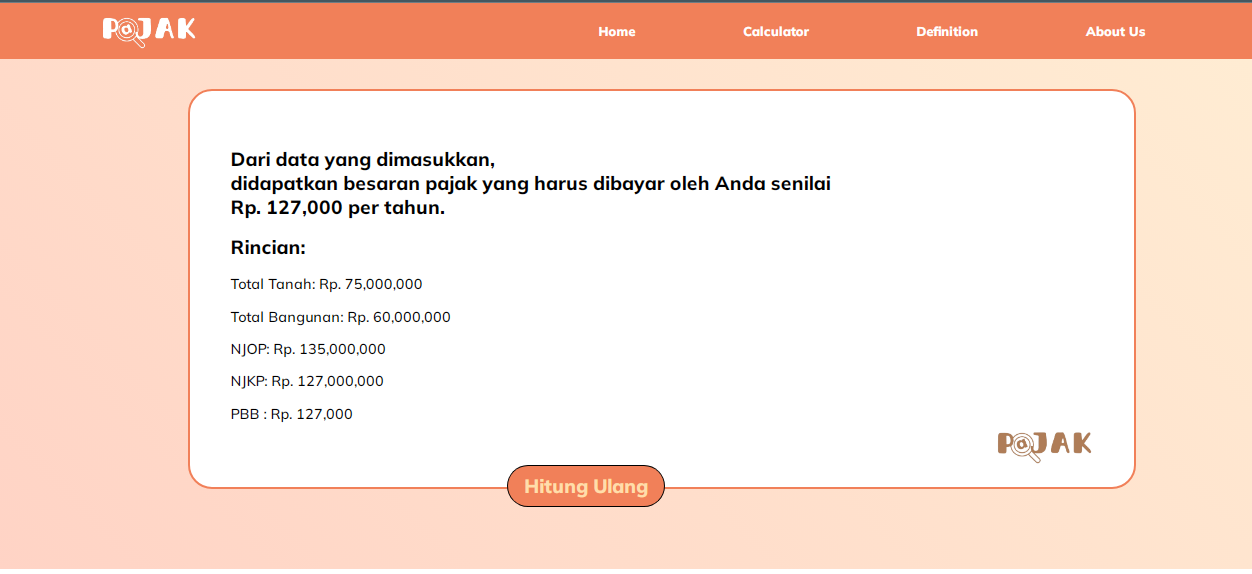 PAJAK
Home
Calculator
Definition
About Us
Dari data yang dimasukkan,
didapatkan besaran pajak yang harus dibayar oleh Anda senilai
Rp. 127,000 per tahun.
Rincian:
Total Tanah: Rp. 75,000,000
Total Bangunan: Rp. 60,000,000
NJOP: Rp. 135,000,000
NJKP: Rp. 127,000,000
PBB : Rp. 127,000
PAJAK
Hitung Ulang